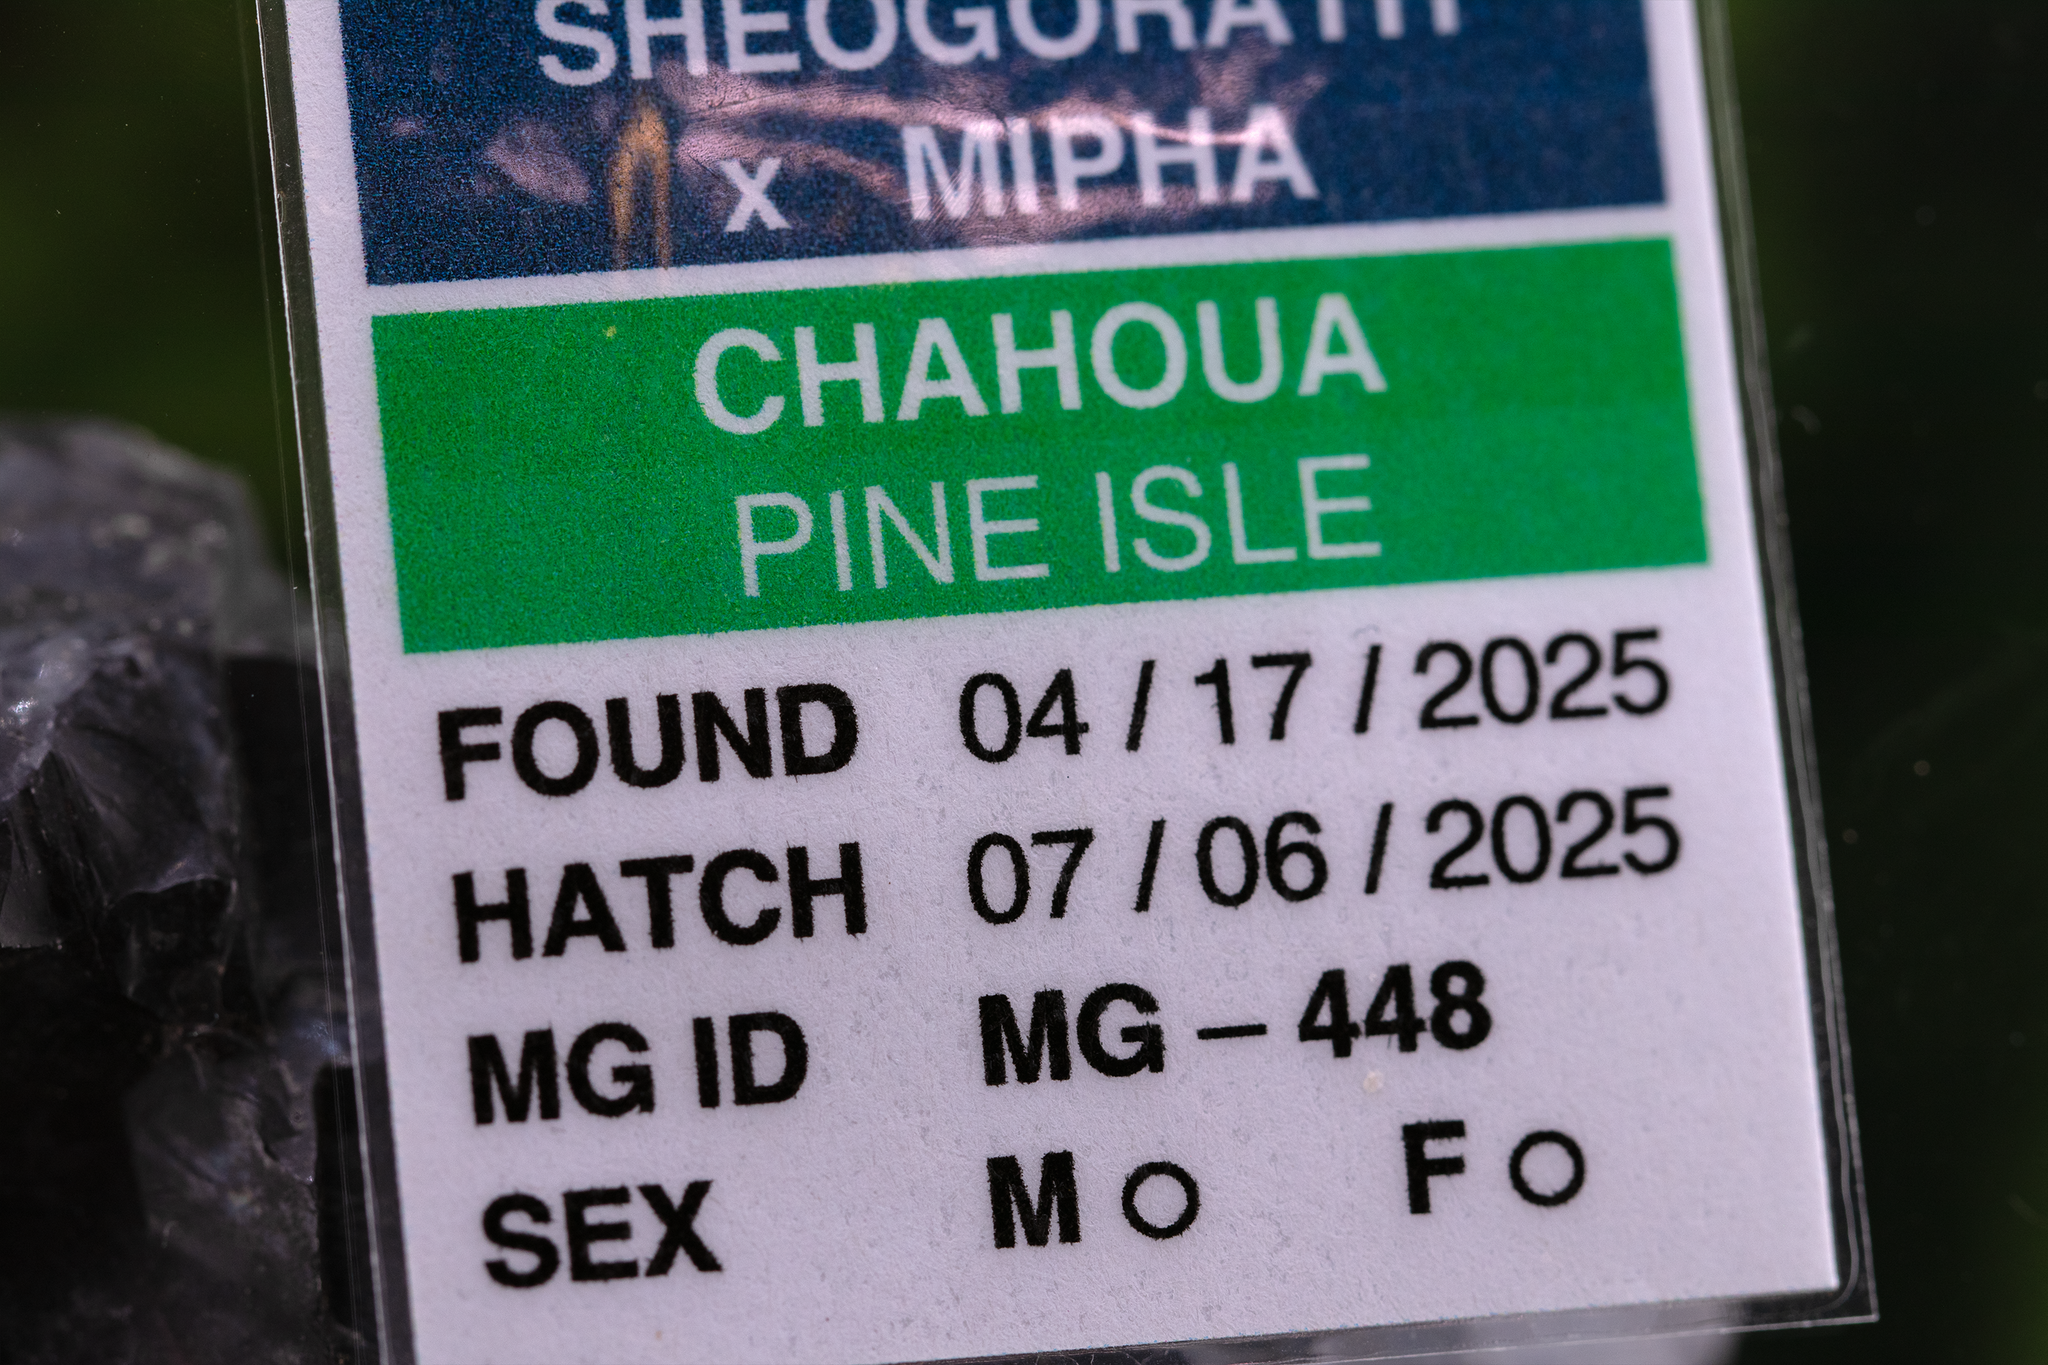 SHEOGORATH
x MIPHA
CHAHOUA
PINE ISLE
FOUND 04 / 17 / 2025
HATCH 07 / 06 / 2025
MG ID MG – 448
SEX M ○ F ○